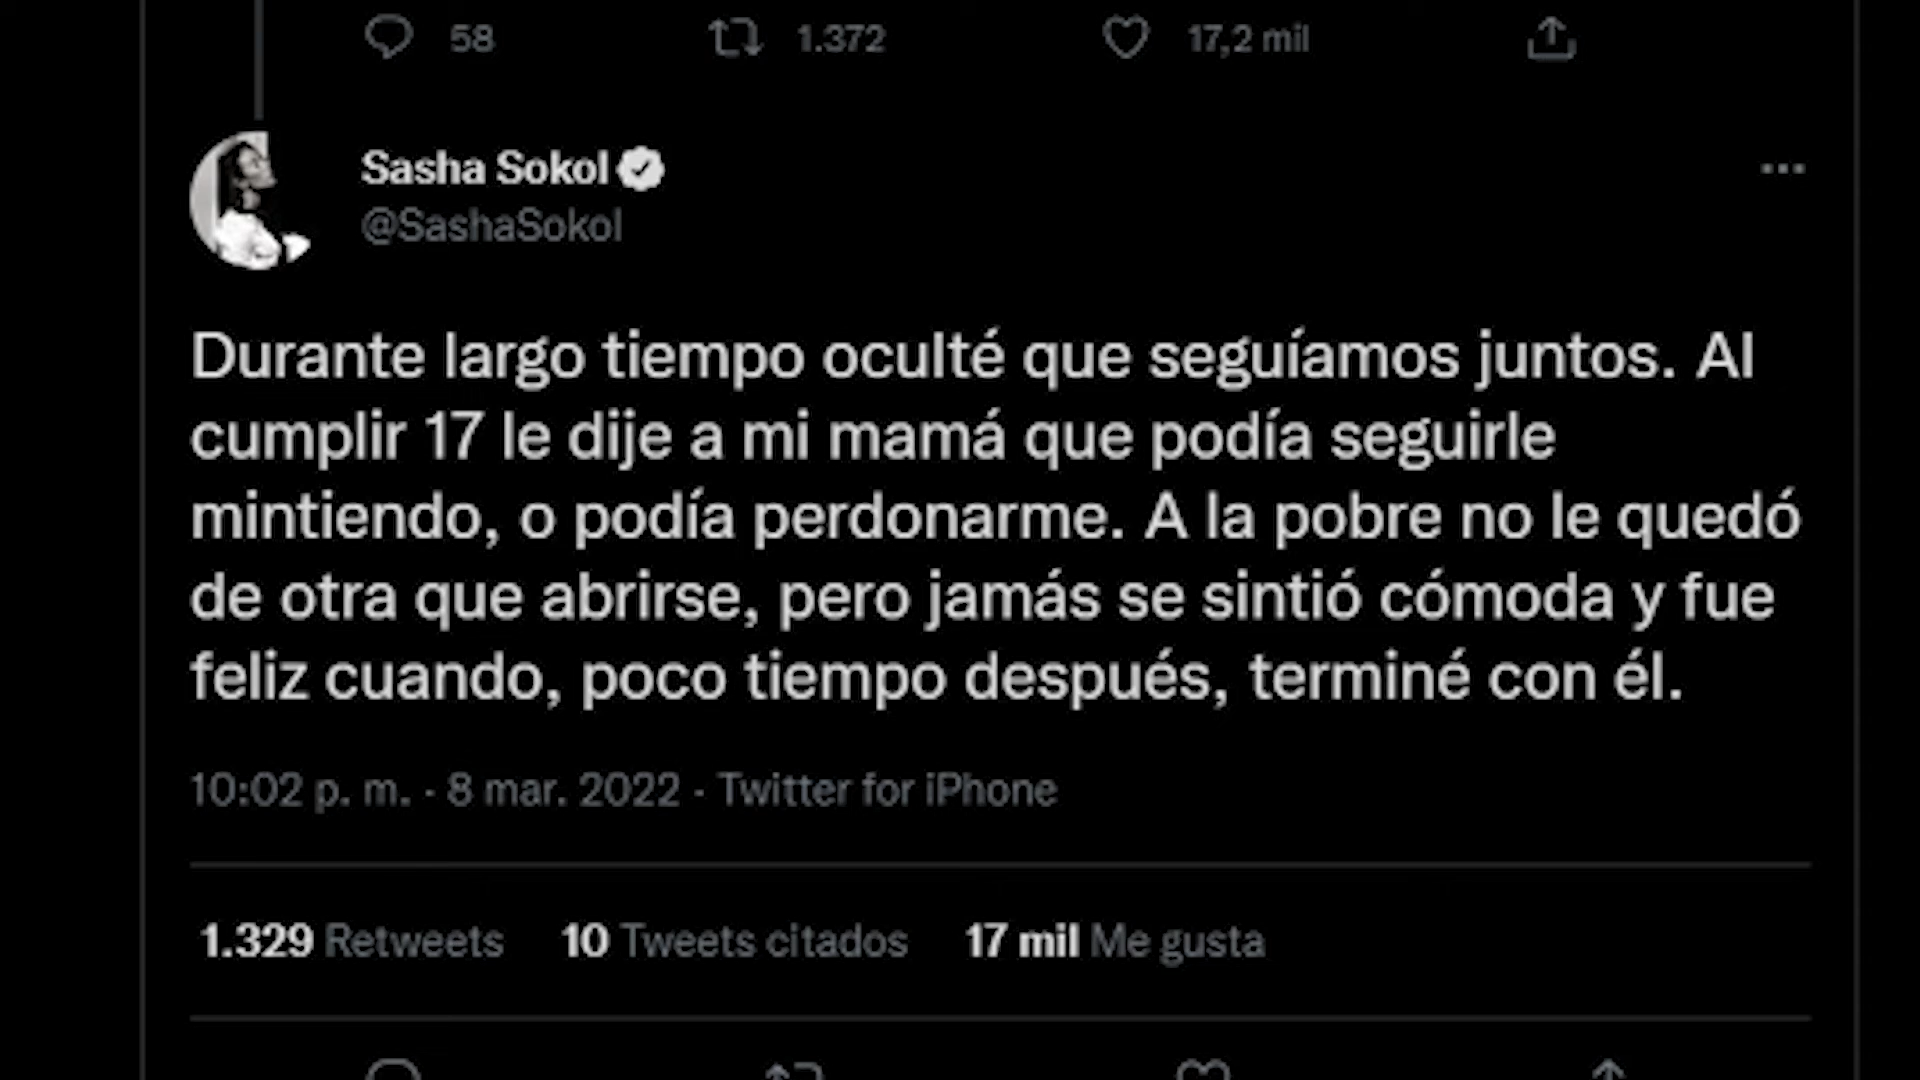 58 1.372 17,2 mil
Sasha Sokol
@SashaSokol
Durante largo tiempo oculté que seguíamos juntos. Al
cumplir 17 le dije a mi mamá que podía seguirle
mintiendo, o podía perdonarme. A la pobre no le quedó
de otra que abrirse, pero jamás se sintió cómoda y fue
feliz cuando, poco tiempo después, terminé con él.
10:02 p. m. · 8 mar. 2022 · Twitter for iPhone
1.329 Retweets 10 Tweets citados 17 mil Me gusta